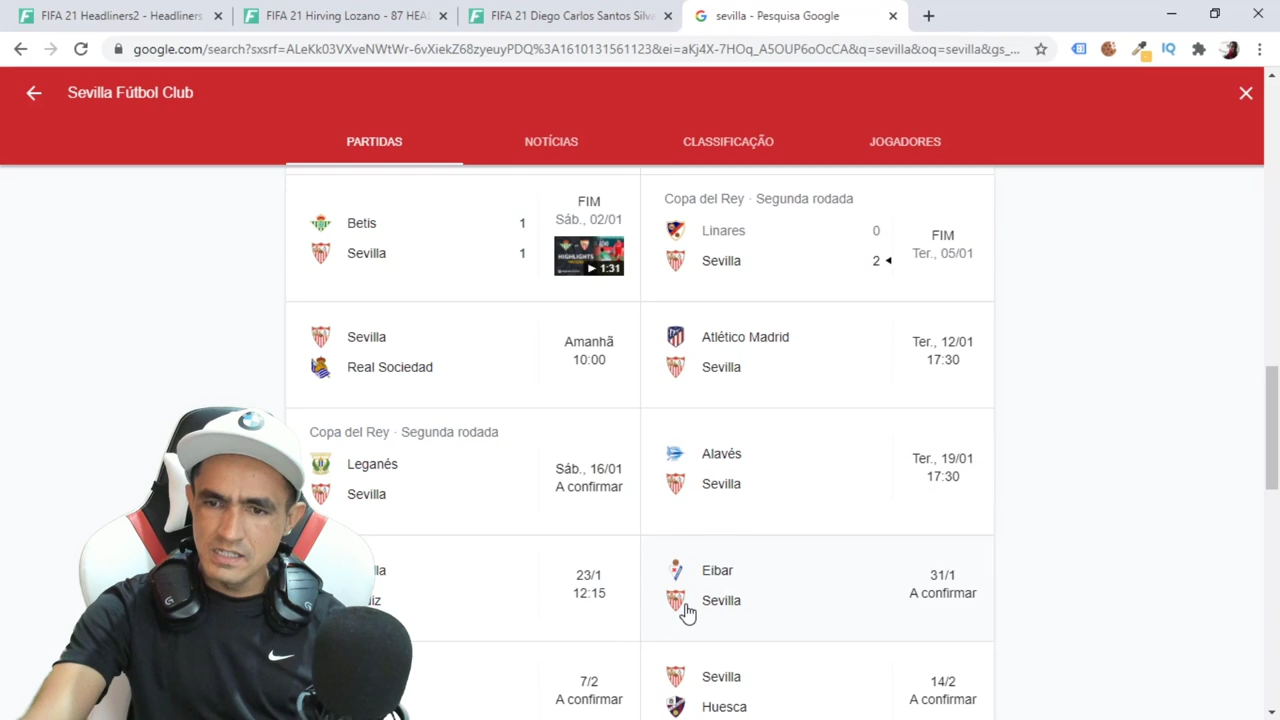 FIFA 21 Headliners2 - Headliners
FIFA 21 Hirving Lozano - 87 HEAD
FIFA 21 Diego Carlos Santos Silva
sevilla - Pesquisa Google
google.com/search?sxsrf=ALeKk03VXveNWtWr-6vXiekZ68zyeuyPDQ%3A1610131561123&ei=aKj4X-7HOq_A5OUP6oOcCA&q=sevilla&oq=sevilla&gs_...
IQ
Sevilla Fútbol Club
PARTIDAS
NOTÍCIAS
CLASSIFICAÇÃO
JOGADORES
Betis 1
Sevilla 1
FIM
Sáb., 02/01
HIGHLIGHTS
1:31
Copa del Rey · Segunda rodada
Linares 0
Sevilla 2
FIM
Ter., 05/01
Sevilla
Real Sociedad
Amanhã
10:00
Atlético Madrid
Sevilla
Ter., 12/01
17:30
Copa del Rey · Segunda rodada
Leganés
Sevilla
Sáb., 16/01
A confirmar
Alavés
Sevilla
Ter., 19/01
17:30
lla
iz
23/1
12:15
Eibar
Sevilla
31/1
A confirmar
7/2
A confirmar
Sevilla
Huesca
14/2
A confirmar